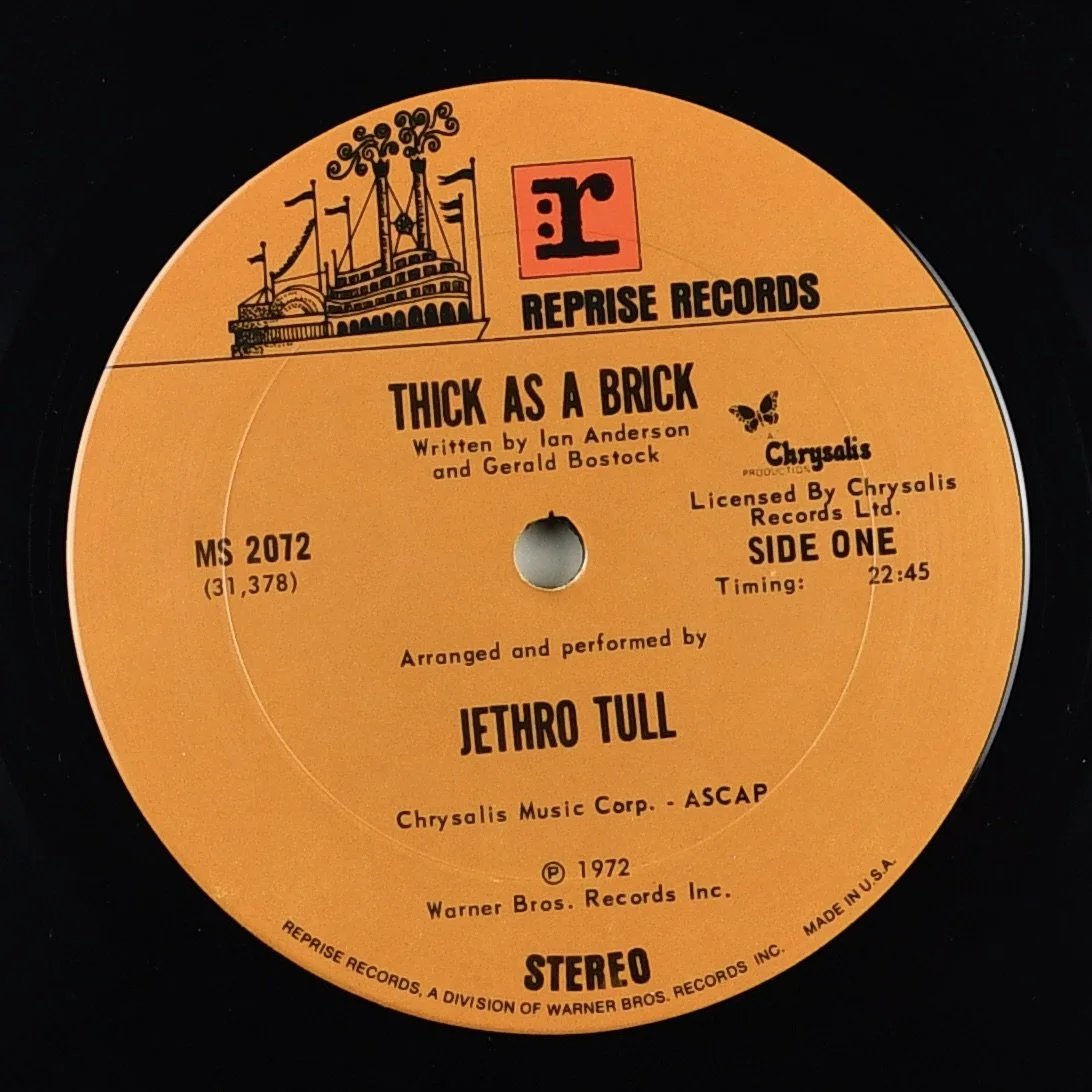 r
REPRISE RECORDS
THICK AS A BRICK
Written by Ian Anderson
and Gerald Bostock
A
Chrysalis
PRODUCTION
Licensed By Chrysalis
Records Ltd.
MS 2072
(31,378)
SIDE ONE
Timing: 22:45
Arranged and performed by
JETHRO TULL
Chrysalis Music Corp. - ASCAP
℗ 1972
Warner Bros. Records Inc.
STEREO
REPRISE RECORDS, A DIVISION OF WARNER BROS. RECORDS INC. MADE IN U.S.A.